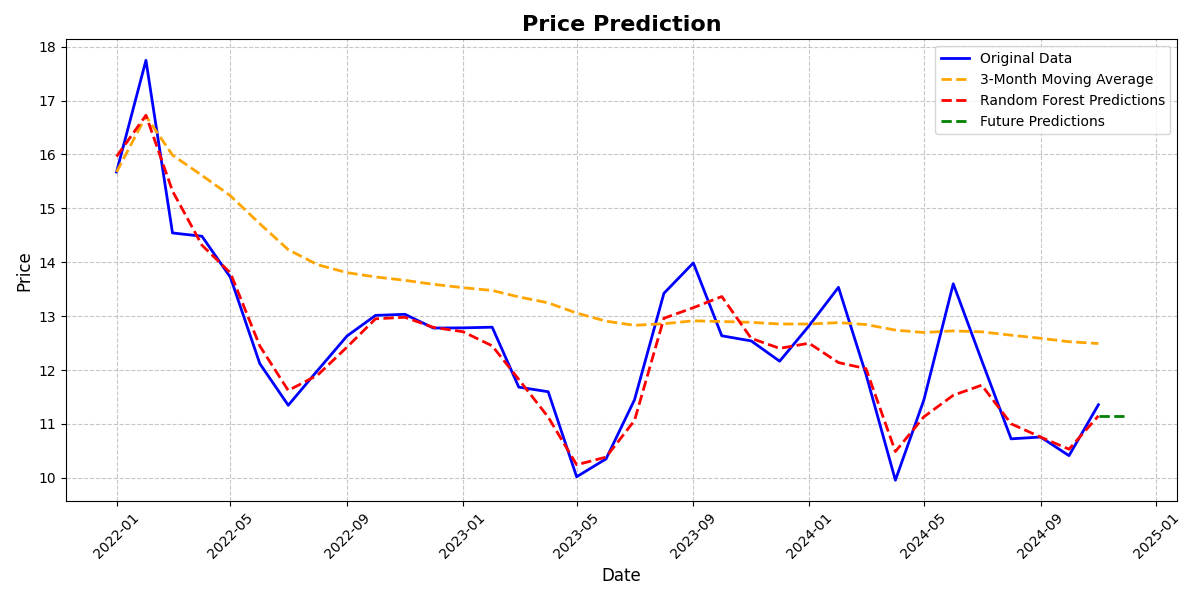 Price Prediction
Price
18
17
16
15
14
13
12
11
10
Original Data
3-Month Moving Average
Random Forest Predictions
Future Predictions
2022-01
2022-05
2022-09
2023-01
2023-05
2023-09
2024-01
2024-05
2024-09
2025-01
Date